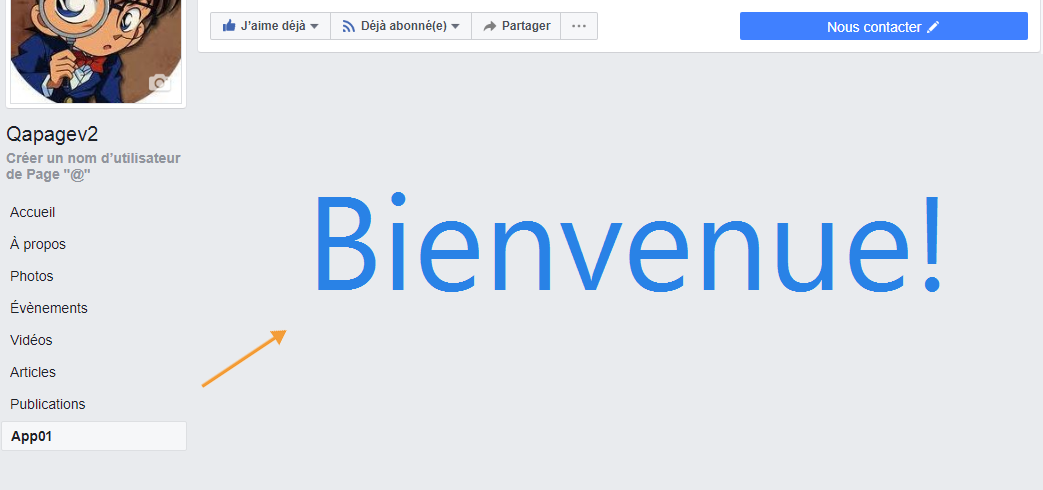 J’aime déjà
Déjà abonné(e)
Partager
···
Nous contacter
Qapagev2
Créer un nom d’utilisateur
de Page "@"
Accueil
À propos
Photos
Évènements
Vidéos
Articles
Publications
App01
Bienvenue!